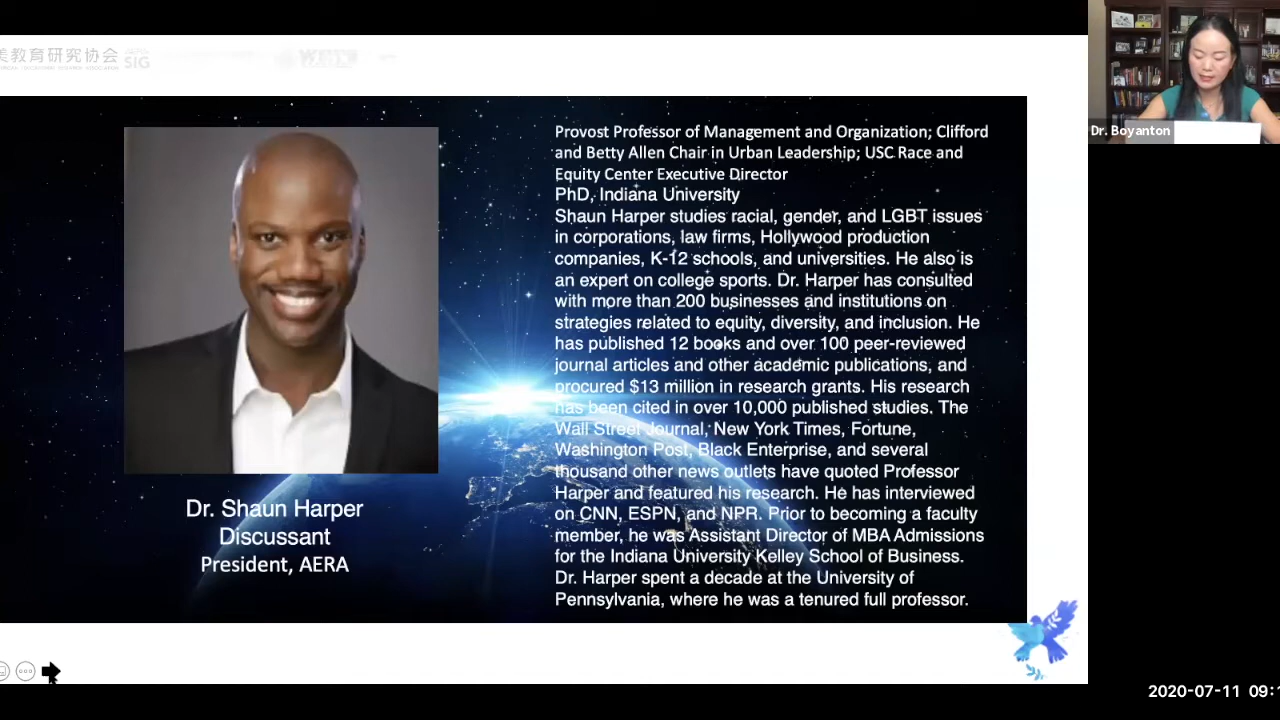 美教育研究协会 SIG
Dr. Boyanton
Provost Professor of Management and Organization; Clifford
and Betty Allen Chair in Urban Leadership; USC Race and
Equity Center Executive Director
PhD, Indiana University
Shaun Harper studies racial, gender, and LGBT issues
in corporations, law firms, Hollywood production
companies, K-12 schools, and universities. He also is
an expert on college sports. Dr. Harper has consulted
with more than 200 businesses and institutions on
strategies related to equity, diversity, and inclusion. He
has published 12 books and over 100 peer-reviewed
journal articles and other academic publications, and
procured $13 million in research grants. His research
has been cited in over 10,000 published studies. The
Wall Street Journal, New York Times, Fortune,
Washington Post, Black Enterprise, and several
thousand other news outlets have quoted Professor
Harper and featured his research. He has interviewed
on CNN, ESPN, and NPR. Prior to becoming a faculty
member, he was Assistant Director of MBA Admissions
for the Indiana University Kelley School of Business.
Dr. Harper spent a decade at the University of
Pennsylvania, where he was a tenured full professor.
Dr. Shaun Harper
Discussant
President, AERA
2020-07-11 09: